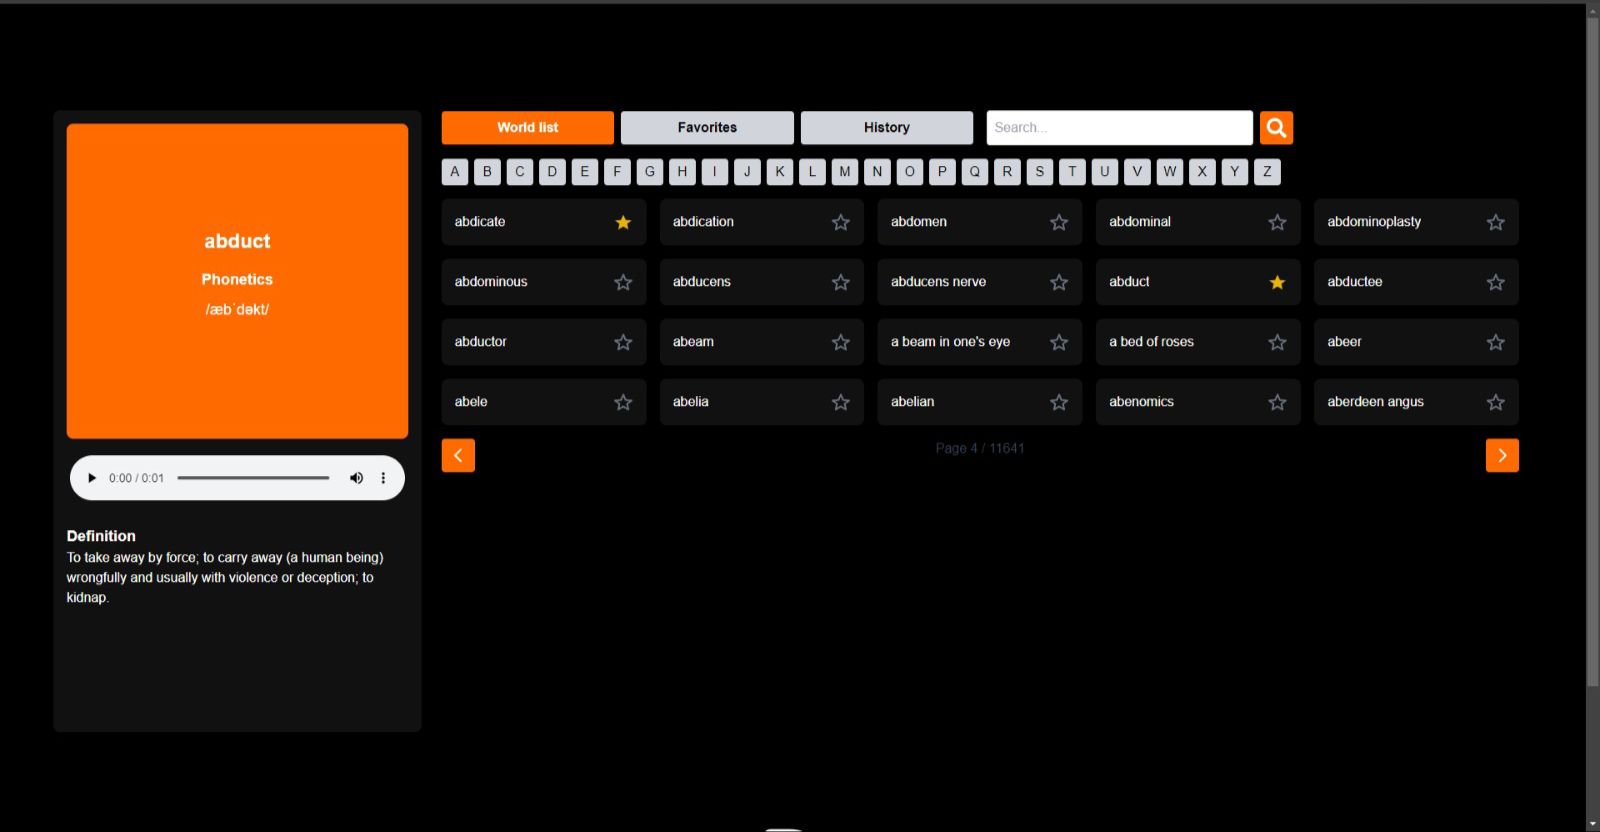 abduct
Phonetics
/æbˈdəkt/
0:00 / 0:01
Definition
To take away by force; to carry away (a human being)
wrongfully and usually with violence or deception; to
kidnap.
World list Favorites History Search...
A B C D E F G H I J K L M N O P Q R S T U V W X Y Z
abdicate abdication abdomen abdominal abdominoplasty
abdominous abducens abducens nerve abduct abductee
abductor abeam a beam in one's eye a bed of roses abeer
abele abelia abelian abenomics aberdeen angus
Page 4 / 11641